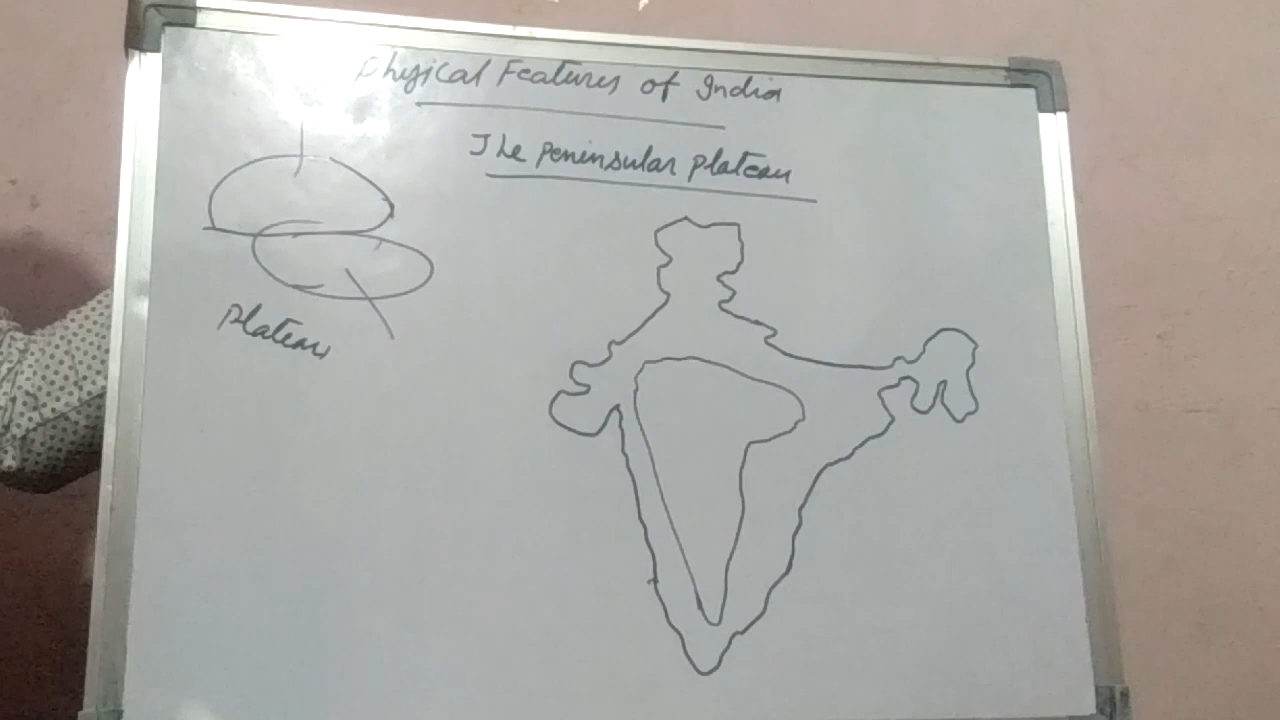 Physical Features of India
The peninsular plateau
Plateau